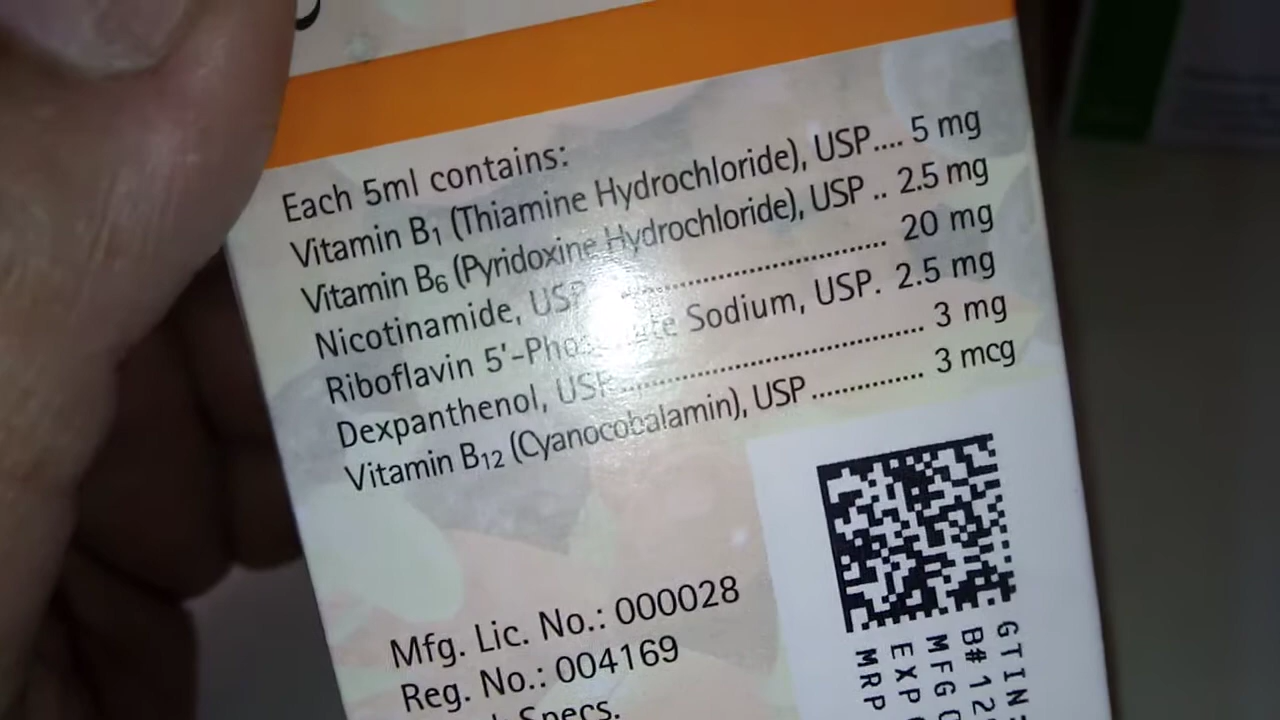 Each 5ml contains:
Vitamin B₁ (Thiamine Hydrochloride), USP.... 5 mg
Vitamin B₆ (Pyridoxine Hydrochloride), USP .. 2.5 mg
Nicotinamide, USP .................... 20 mg
Riboflavin 5'-Phosphate Sodium, USP. 2.5 mg
Dexpanthenol, USP.............................. 3 mg
Vitamin B₁₂ (Cyanocobalamin), USP ............... 3 mcg
Mfg. Lic. No.: 000028
Reg. No.: 004169
Specs.
GTIN
B# 12
MFG
EXP
MRP